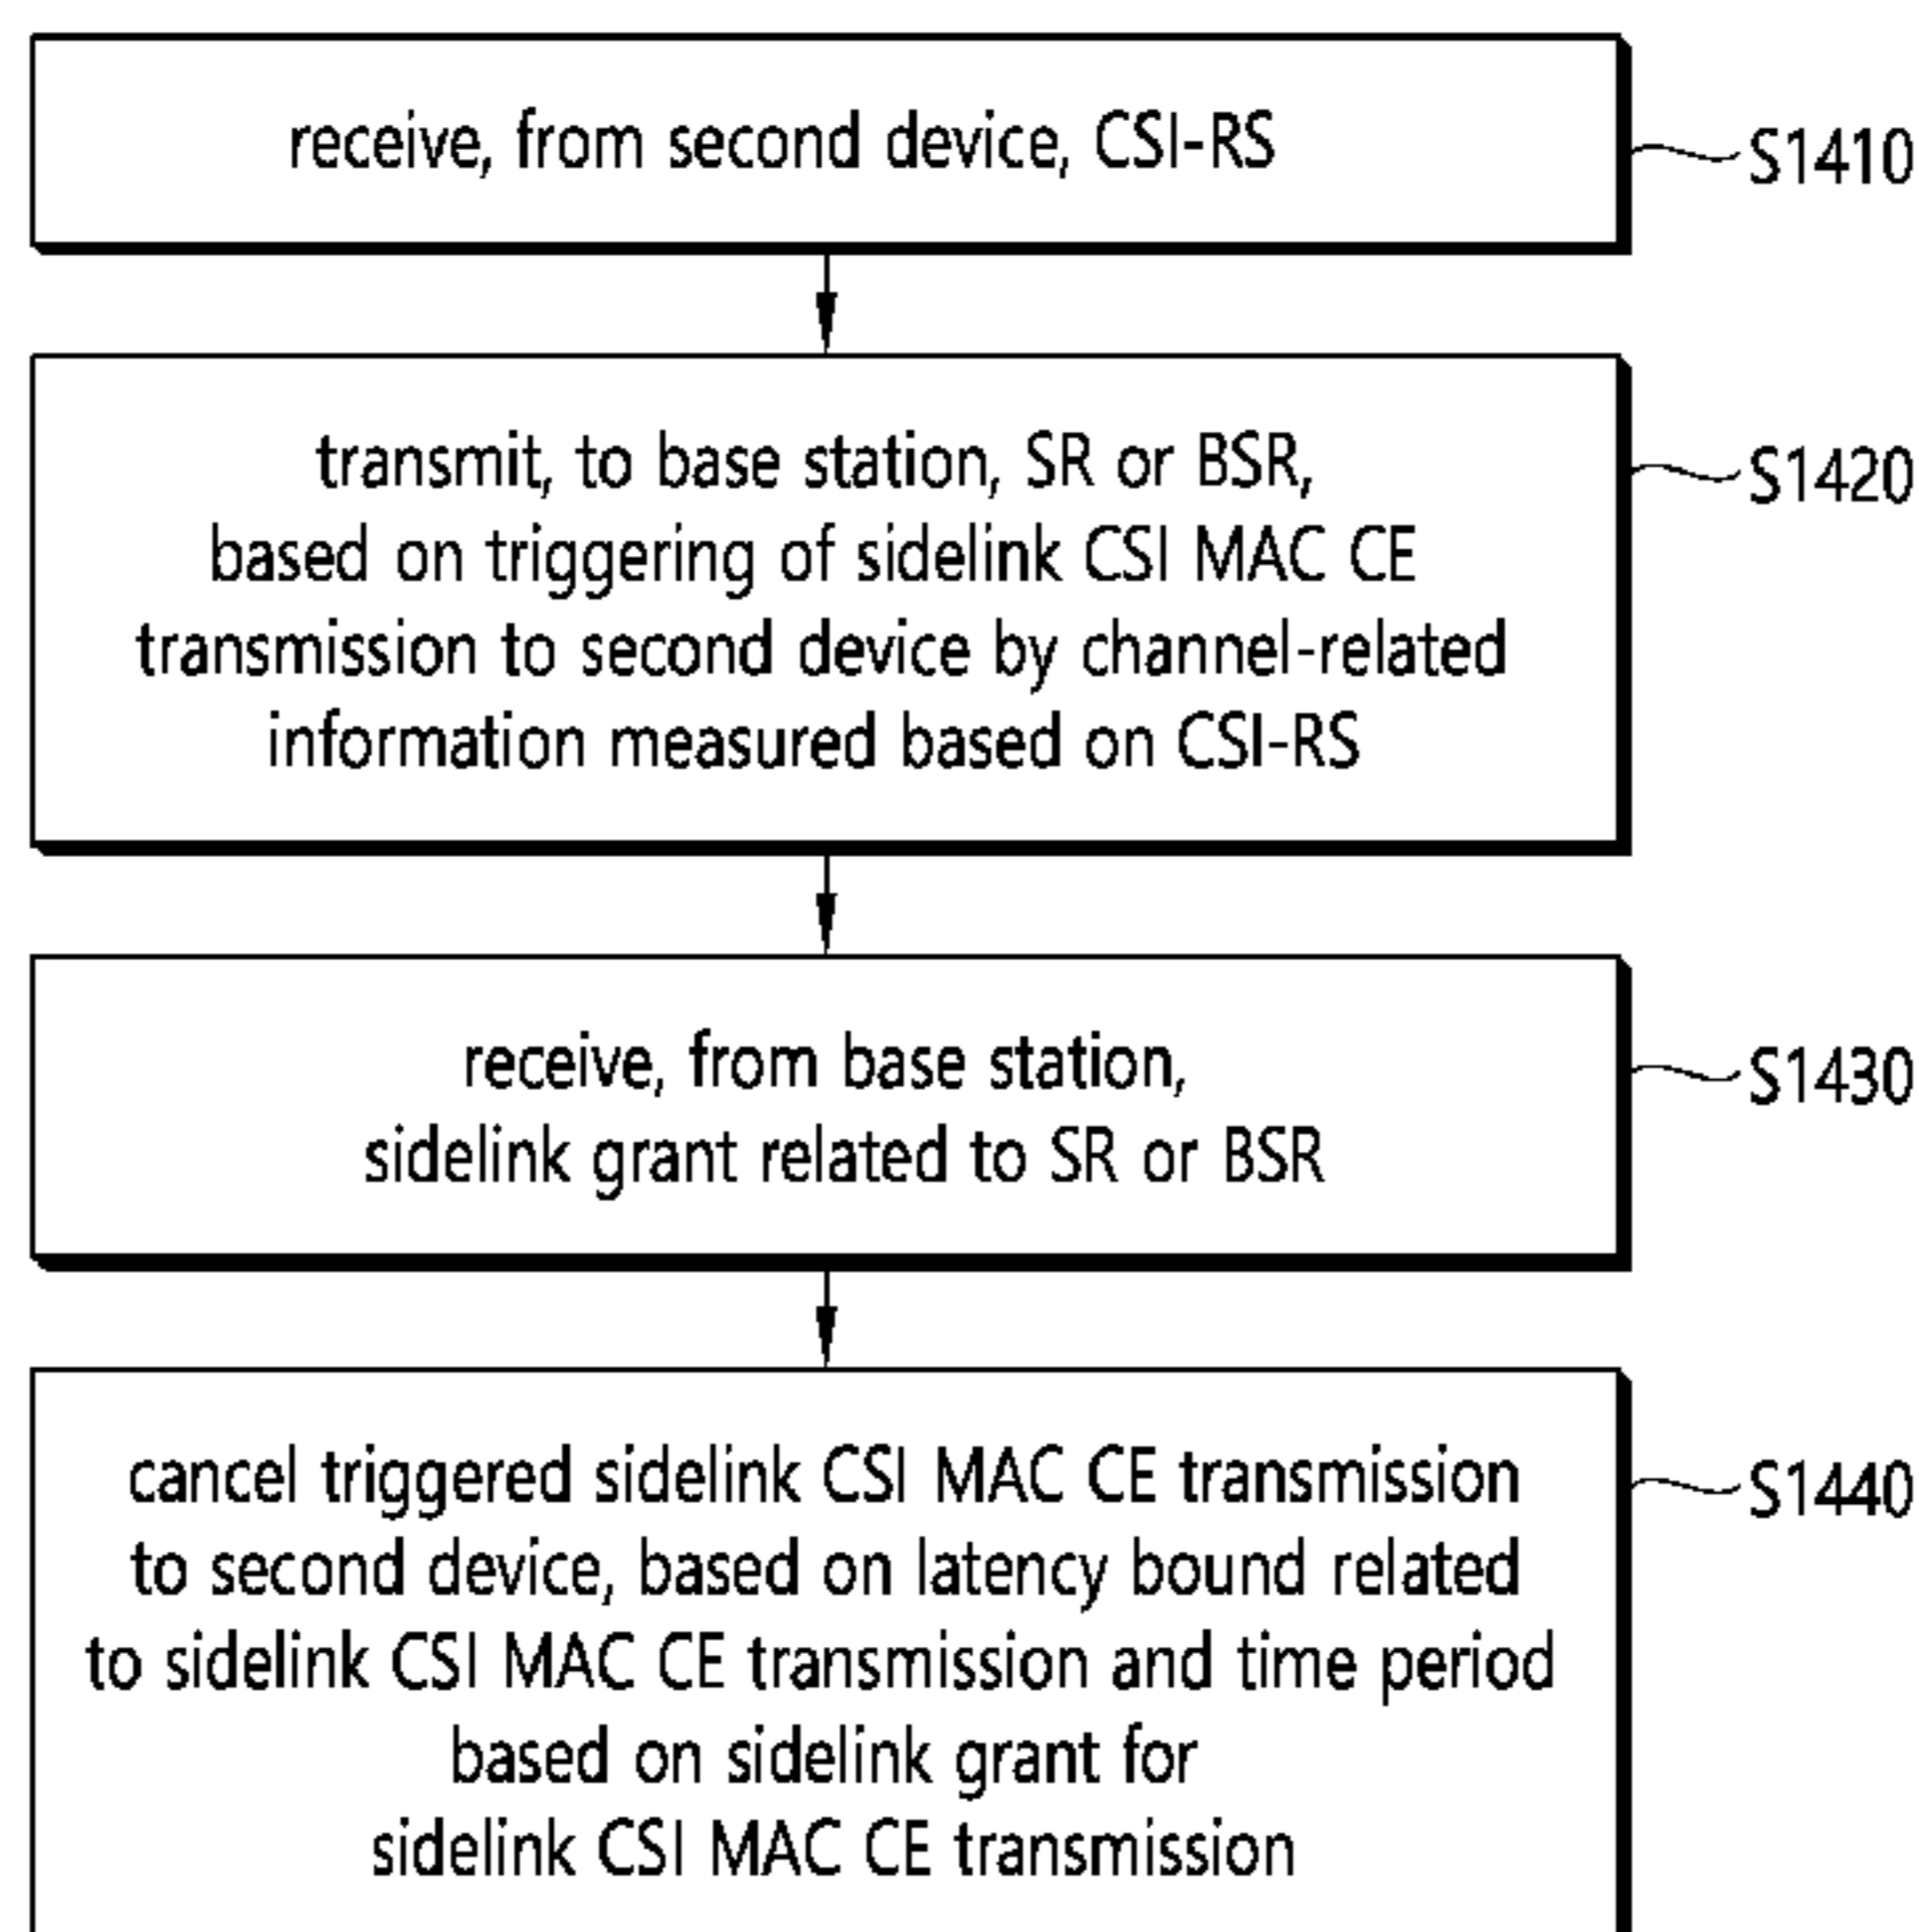 receive, from second device, CSI-RS
S1410
transmit, to base station, SR or BSR,
based on triggering of sidelink CSI MAC CE
transmission to second device by channel-related
information measured based on CSI-RS
S1420
receive, from base station,
sidelink grant related to SR or BSR
S1430
cancel triggered sidelink CSI MAC CE transmission
to second device, based on latency bound related
to sidelink CSI MAC CE transmission and time period
based on sidelink grant for
sidelink CSI MAC CE transmission
S1440